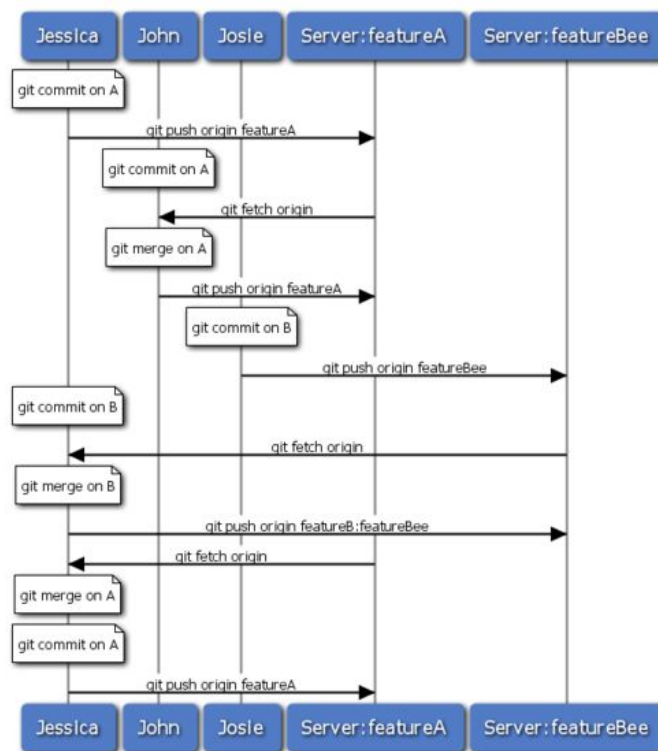 Jessica
John
Josie
Server:featureA
Server:featureBee
git commit on A
git push origin featureA
git commit on A
git fetch origin
git merge on A
git push origin featureA
git commit on B
git push origin featureBee
git commit on B
git fetch origin
git merge on B
git push origin featureB:featureBee
git fetch origin
git merge on A
git commit on A
git push origin featureA
Jessica
John
Josie
Server:featureA
Server:featureBee